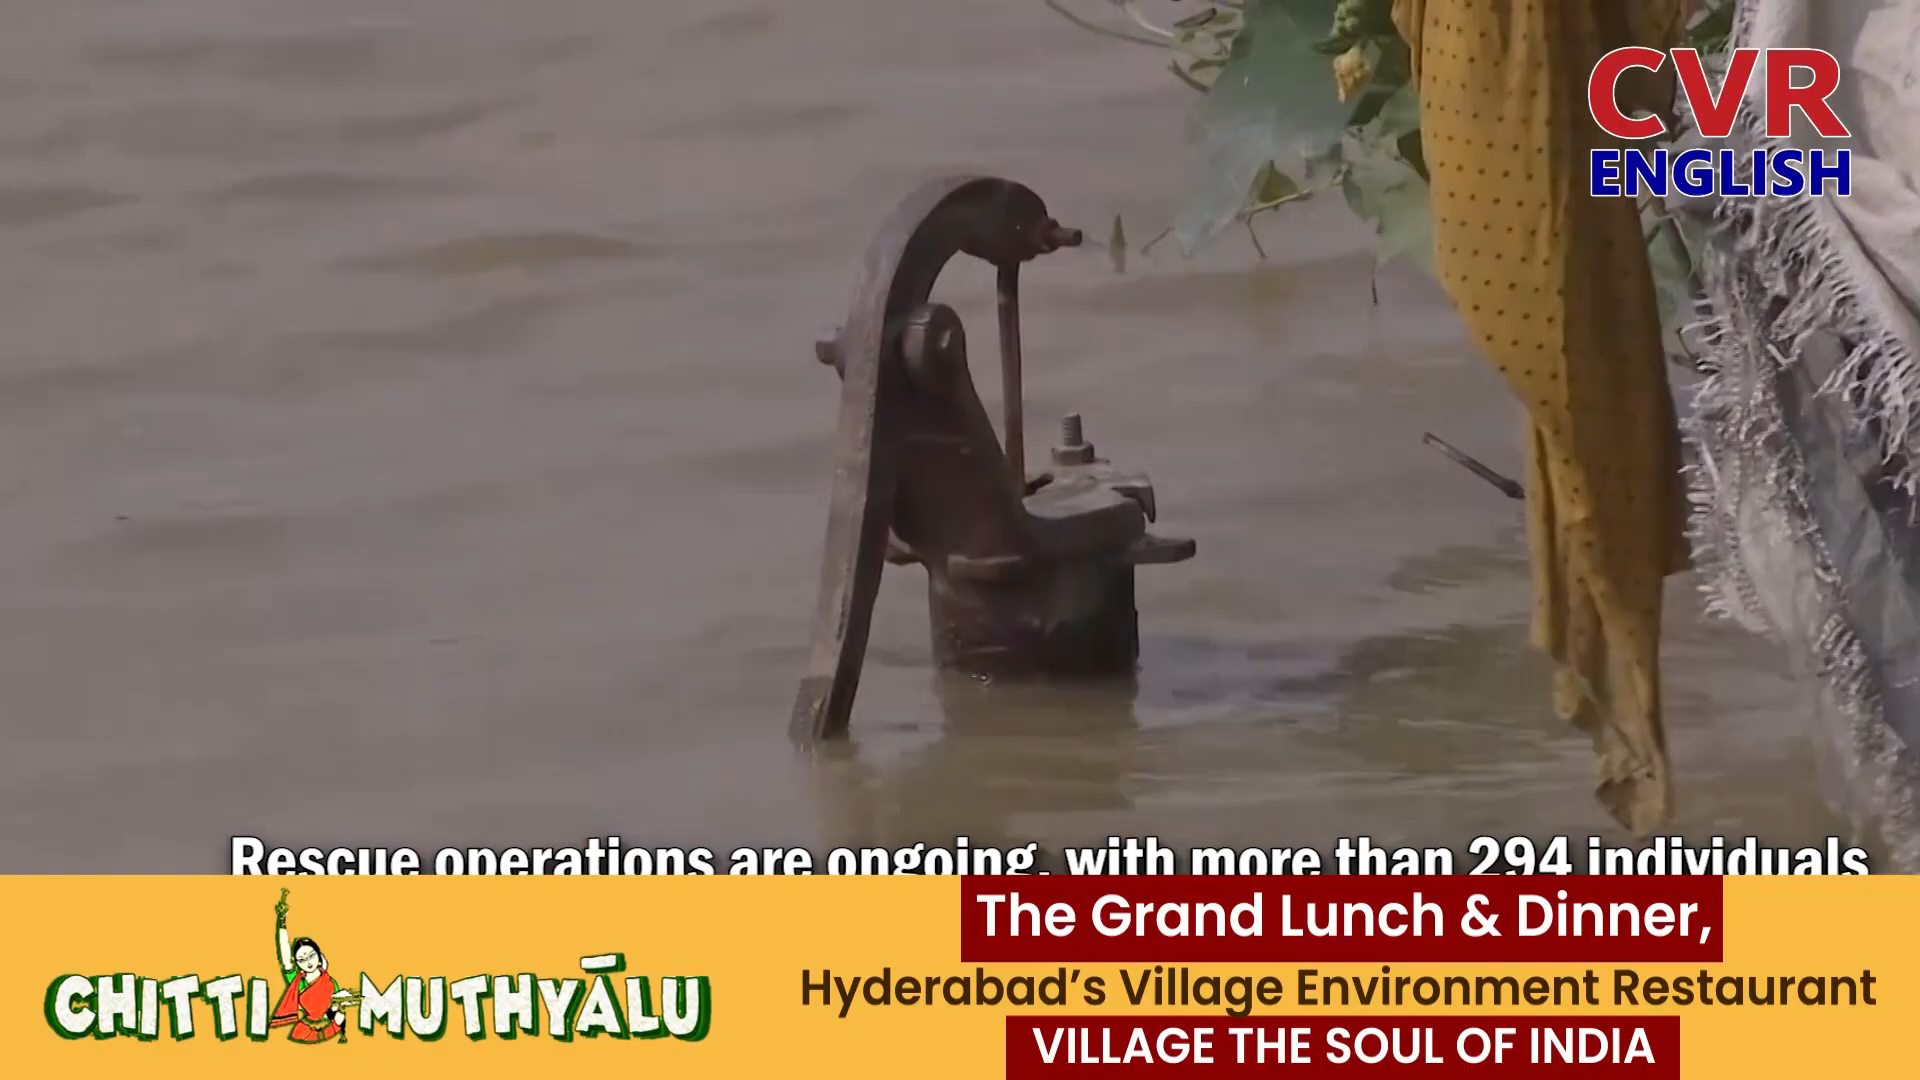 CVR
ENGLISH
Rescue operations are ongoing, with more than 294 individuals
CHITTI MUTHYĀLU
The Grand Lunch & Dinner,
Hyderabad’s Village Environment Restaurant
VILLAGE THE SOUL OF INDIA